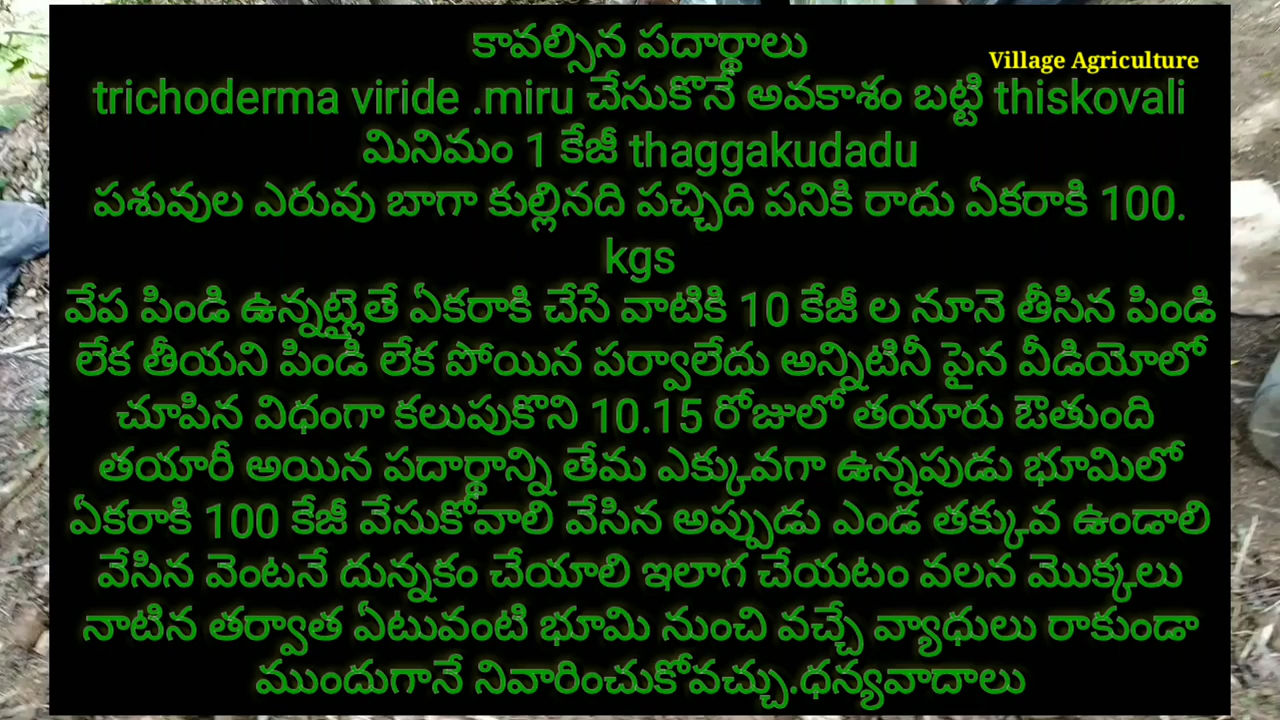 కావల్సిన పదార్థాలు
Village Agriculture
trichoderma viride .miru చేసుకొనే అవకాశం బట్టి thiskovali
మినిమం 1 కేజీ thaggakudadu
పశువుల ఎరువు బాగా కుల్లినది పచ్చిది పనికి రాదు ఏకరాకి 100.
kgs
వేప పిండి ఉన్నట్లైతే ఏకరాకి చేసే వాటికి 10 కేజీ ల నూనె తీసిన పిండి
లేక తీయని పిండి లేక పోయిన పర్వాలేదు అన్నిటినీ పైన వీడియోలో
చూపిన విధంగా కలుపుకొని 10.15 రోజులో తయారు ఔతుంది
తయారీ అయిన పదార్థాన్ని తేమ ఎక్కువగా ఉన్నపుడు భూమిలో
ఏకరాకి 100 కేజీ వేసుకోవాలి వేసిన అప్పుడు ఎండ తక్కువ ఉండాలి
వేసిన వెంటనే దున్నకం చేయాలి ఇలాగ చేయటం వలన మొక్కలు
నాటిన తర్వాత ఏటువంటి భూమి నుంచి వచ్చే వ్యాధులు రాకుండా
ముందుగానే నివారించుకోవచ్చు.ధన్యవాదాలు